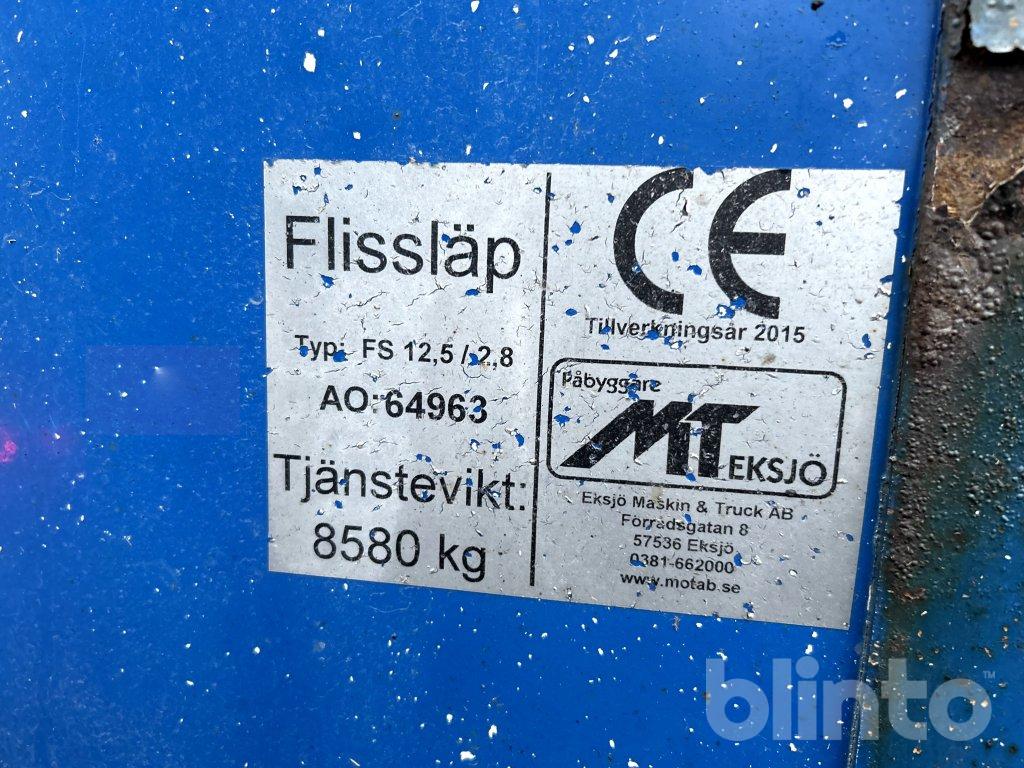 Flissläp
Typ: FS 12,5 / 2,8
AO:64963
Tjänstevikt:
8580 kg
CE
Tillverkningsår 2015
Påbyggare
MT EKSJÖ
Eksjö Maskin & Truck AB
Förrådsgatan 8
57536 Eksjö
0381-662000
www.motab.se
blinto™